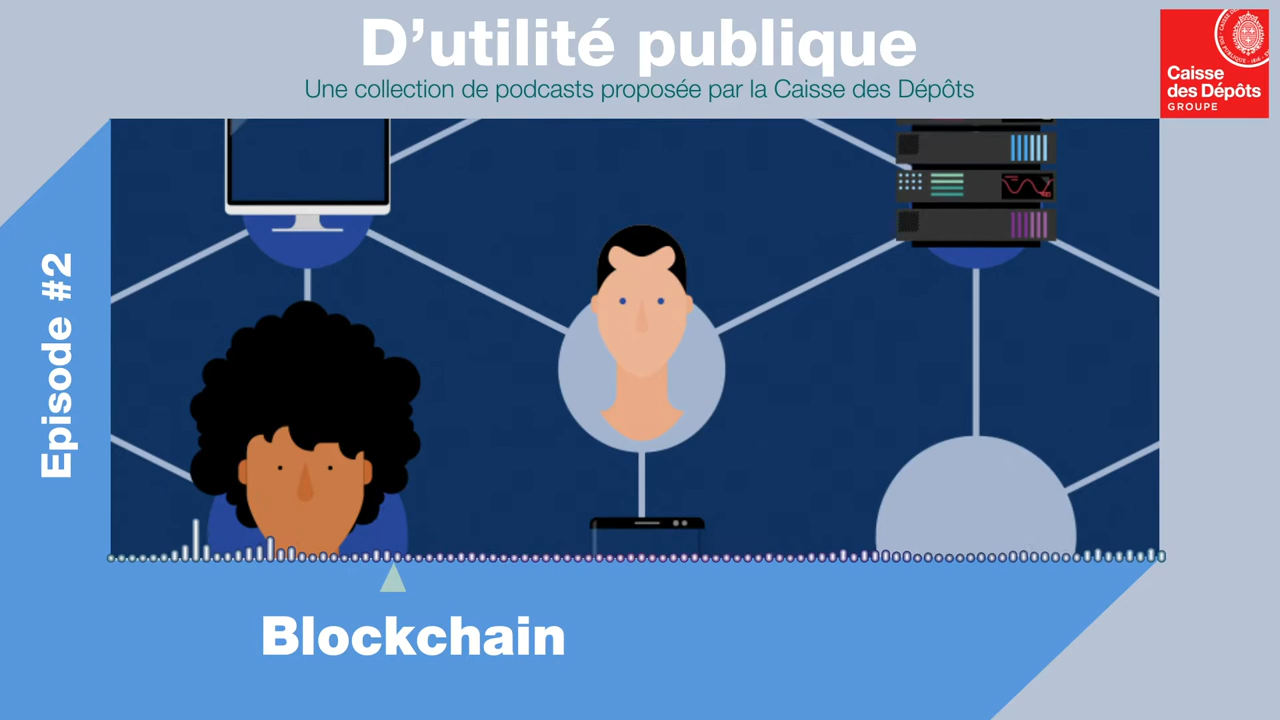 D’utilité publique
Une collection de podcasts proposée par la Caisse des Dépôts
Caisse
des Dépôts
GROUPE
Episode #2
Blockchain